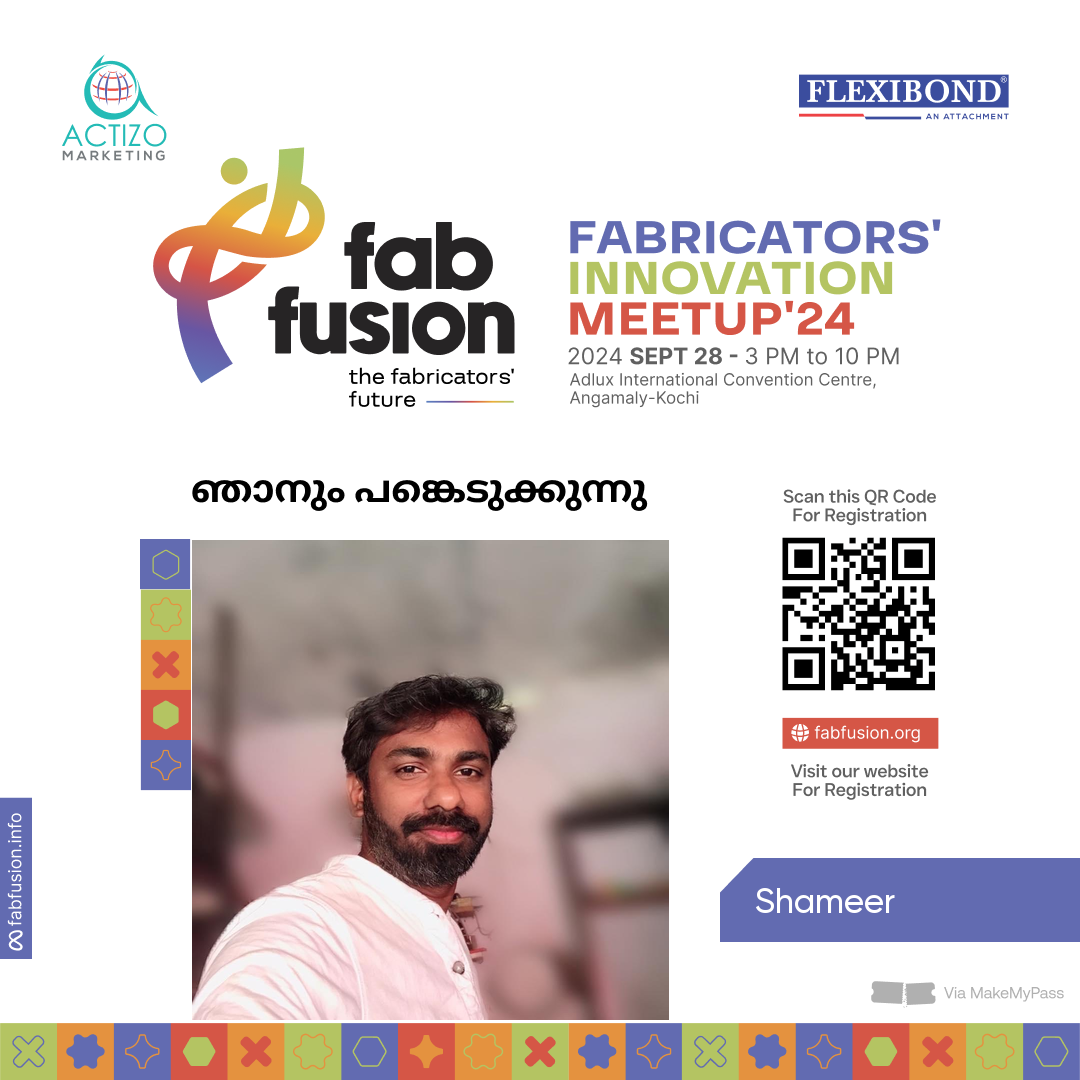 ACTIZO
MARKETING
FLEXIBOND®
AN ATTACHMENT
fab
fusion
the fabricators'
future
FABRICATORS'
INNOVATION
MEETUP'24
2024 SEPT 28 - 3 PM to 10 PM
Adlux International Convention Centre,
Angamaly-Kochi
ഞാനും പങ്കെടുക്കുന്നു
Scan this QR Code
For Registration
fabfusion.org
Visit our website
For Registration
fabfusion.info
Shameer
Via MakeMyPass